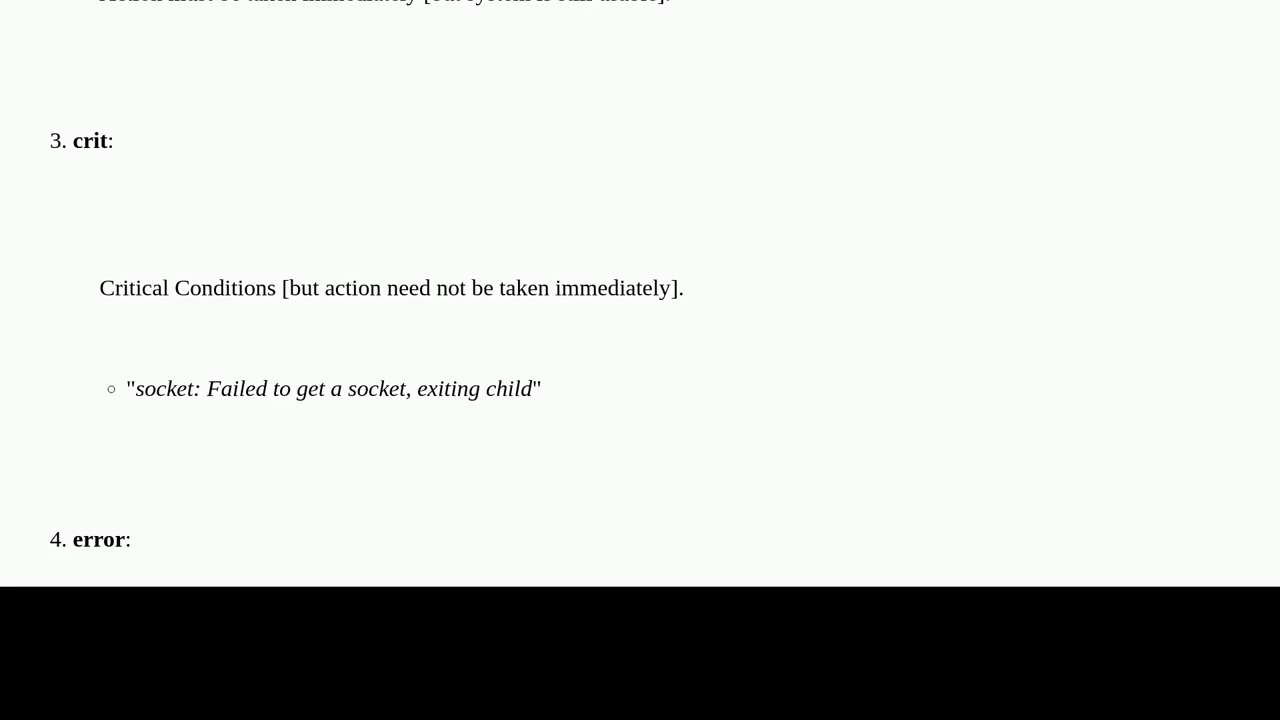 3. crit:
Critical Conditions [but action need not be taken immediately].
○ "socket: Failed to get a socket, exiting child"
4. error: